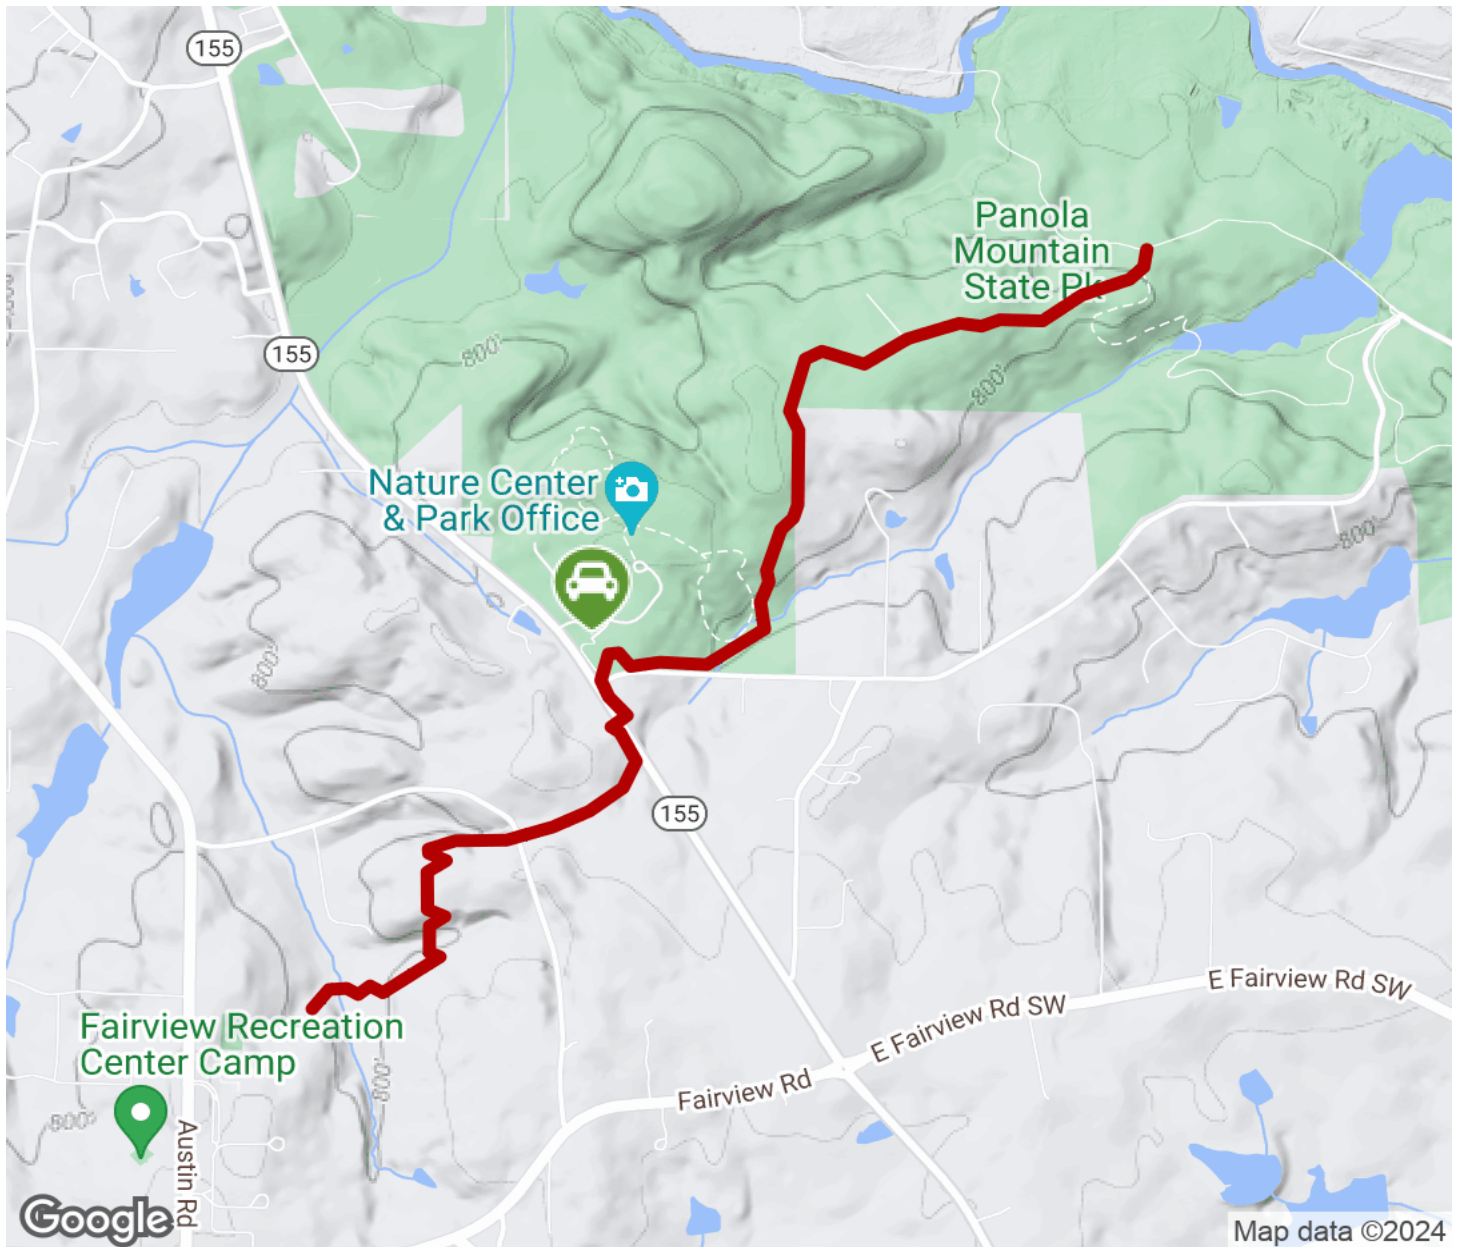 155
Panola
Mountain
State Pk
155
800'
800'
Nature Center
& Park Office
800'
800'
155
E Fairview Rd SW
E Fairview Rd SW
Fairview Recreation
Center Camp
800'
Fairview Rd
800'
Austin Rd
Google
Map data ©2024